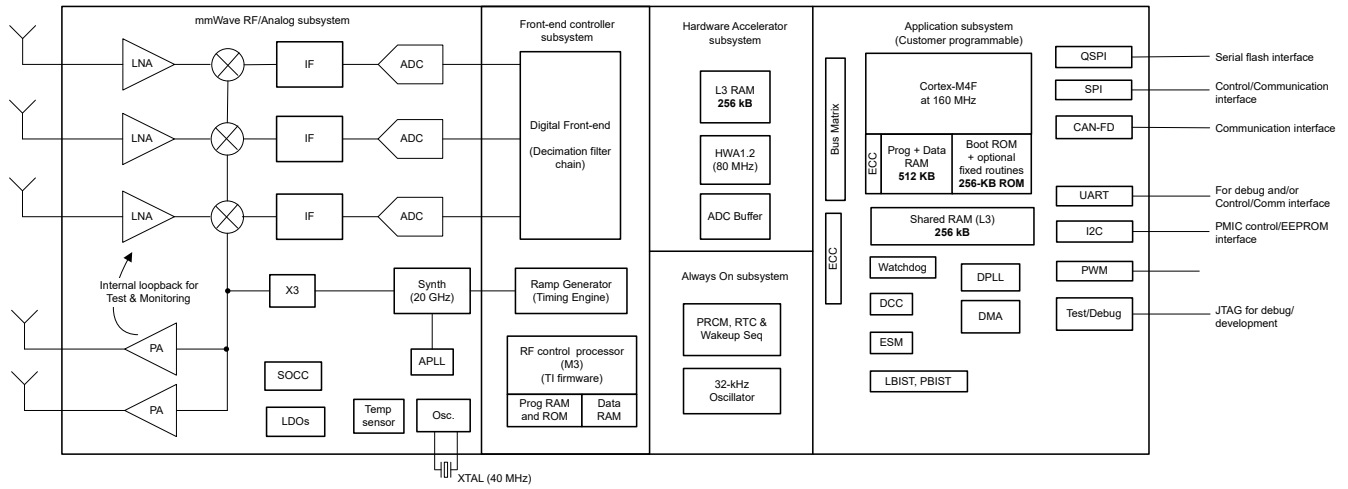 mmWave RF/Analog subsystem
LNA
IF
ADC
LNA
IF
ADC
LNA
IF
ADC
Internal loopback for
Test & Monitoring
X3
Synth
(20 GHz)
PA
APLL
SOCC
PA
LDOs
Temp
sensor
Osc.
XTAL (40 MHz)
Front-end controller
subsystem
Digital Front-end
(Decimation filter
chain)
Ramp Generator
(Timing Engine)
RF control processor
(M3)
(TI firmware)
Prog RAM
and ROM
Data
RAM
Hardware Accelerator
subsystem
L3 RAM
256 kB
HWA1.2
(80 MHz)
ADC Buffer
Always On subsystem
PRCM, RTC &
Wakeup Seq
32-kHz
Oscillator
Application subsystem
(Customer programmable)
Bus Matrix
Cortex-M4F
at 160 MHz
ECC
Prog + Data
RAM
512 KB
Boot ROM
+ optional
fixed routines
256-KB ROM
ECC
Shared RAM (L3)
256 kB
Watchdog
DPLL
DCC
DMA
ESM
LBIST, PBIST
QSPI
Serial flash interface
SPI
Control/Communication
interface
CAN-FD
Communication interface
UART
For debug and/or
Control/Comm interface
I2C
PMIC control/EEPROM
interface
PWM
Test/Debug
JTAG for debug/
development